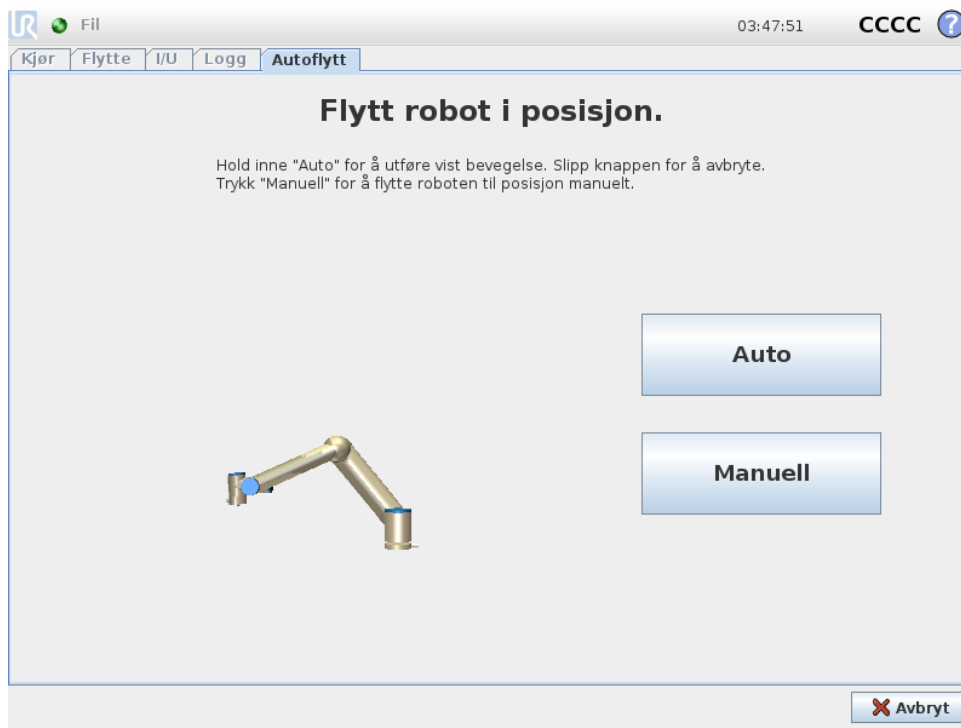 UR Fil 03:47:51 CCCC ?
Kjør Flytte I/U Logg Autoflytt
Flytt robot i posisjon.
Hold inne "Auto" for å utføre vist bevegelse. Slipp knappen for å avbryte.
Trykk "Manuell" for å flytte roboten til posisjon manuelt.
Auto
Manuell
Avbryt